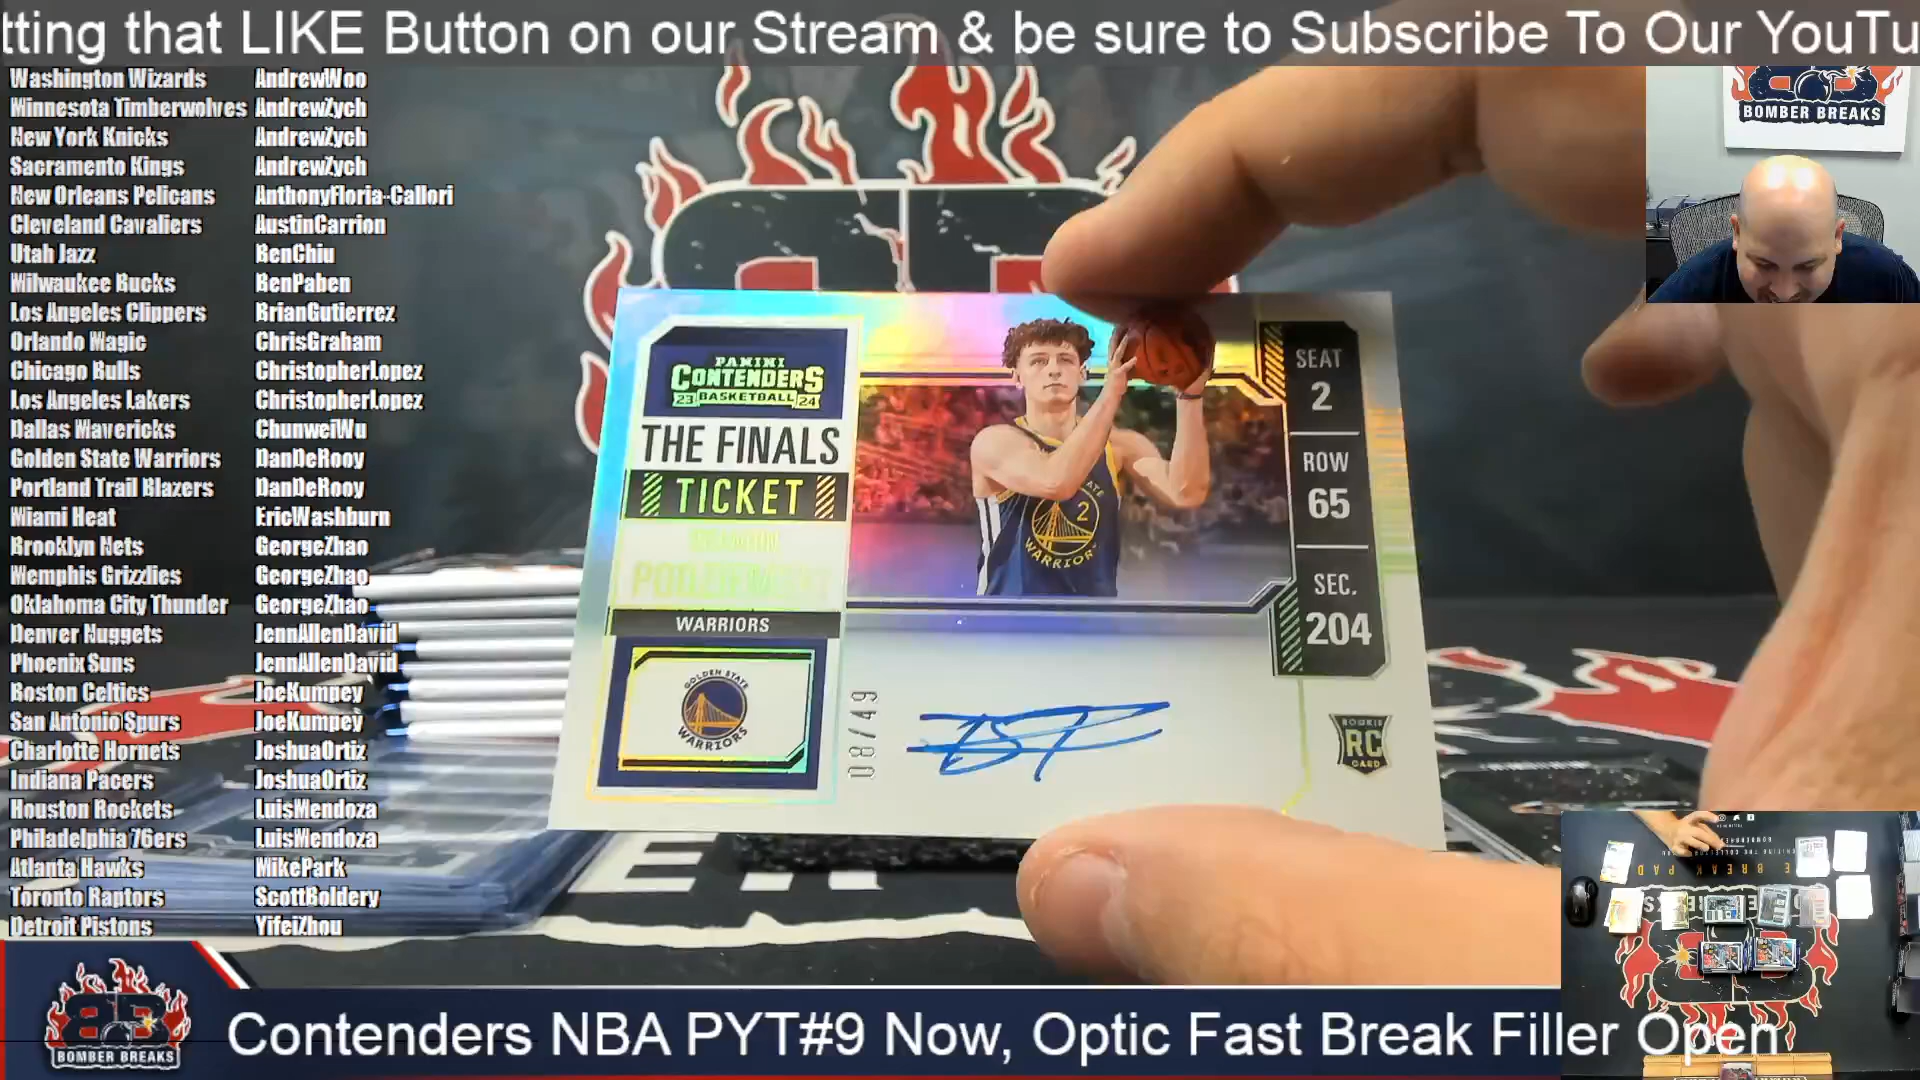 tting that LIKE Button on our Stream & be sure to Subscribe To Our YouTu
Washington Wizards AndrewWoo
Minnesota Timberwolves AndrewZych
New York Knicks AndrewZych
Sacramento Kings AndrewZych
New Orleans Pelicans AnthonyFloria-Callori
Cleveland Cavaliers AustinCarrion
Utah Jazz BenChiu
Milwaukee Bucks BenPaben
Los Angeles Clippers BrianGutierrez
Orlando Magic ChrisGraham
Chicago Bulls ChristopherLopez
Los Angeles Lakers ChristopherLopez
Dallas Mavericks ChunweiWu
Golden State Warriors DanDeRooy
Portland Trail Blazers DanDeRooy
Miami Heat EricWashburn
Brooklyn Nets GeorgeZhao
Memphis Grizzlies GeorgeZhao
Oklahoma City Thunder GeorgeZhao
Denver Nuggets JennAllenDavid
Phoenix Suns JennAllenDavid
Boston Celtics JoeKumpey
San Antonio Spurs JoeKumpey
Charlotte Hornets JoshuaOrtiz
Indiana Pacers JoshuaOrtiz
Houston Rockets LuisMendoza
Philadelphia 76ers LuisMendoza
Atlanta Hawks MikePark
Toronto Raptors ScottBoldery
Detroit Pistons YifeiZhou
BOMBER BREAKS
PANINI
CONTENDERS
23 BASKETBALL 24
THE FINALS
TICKET
WARRIORS
GOLDEN STATE
WARRIORS
2
WARRIORS
SEAT
2
ROW
65
SEC.
204
08/49
ROOKIE
RC
CARD
BOMBER BREAKS
Contenders NBA PYT#9 Now, Optic Fast Break Filler Open